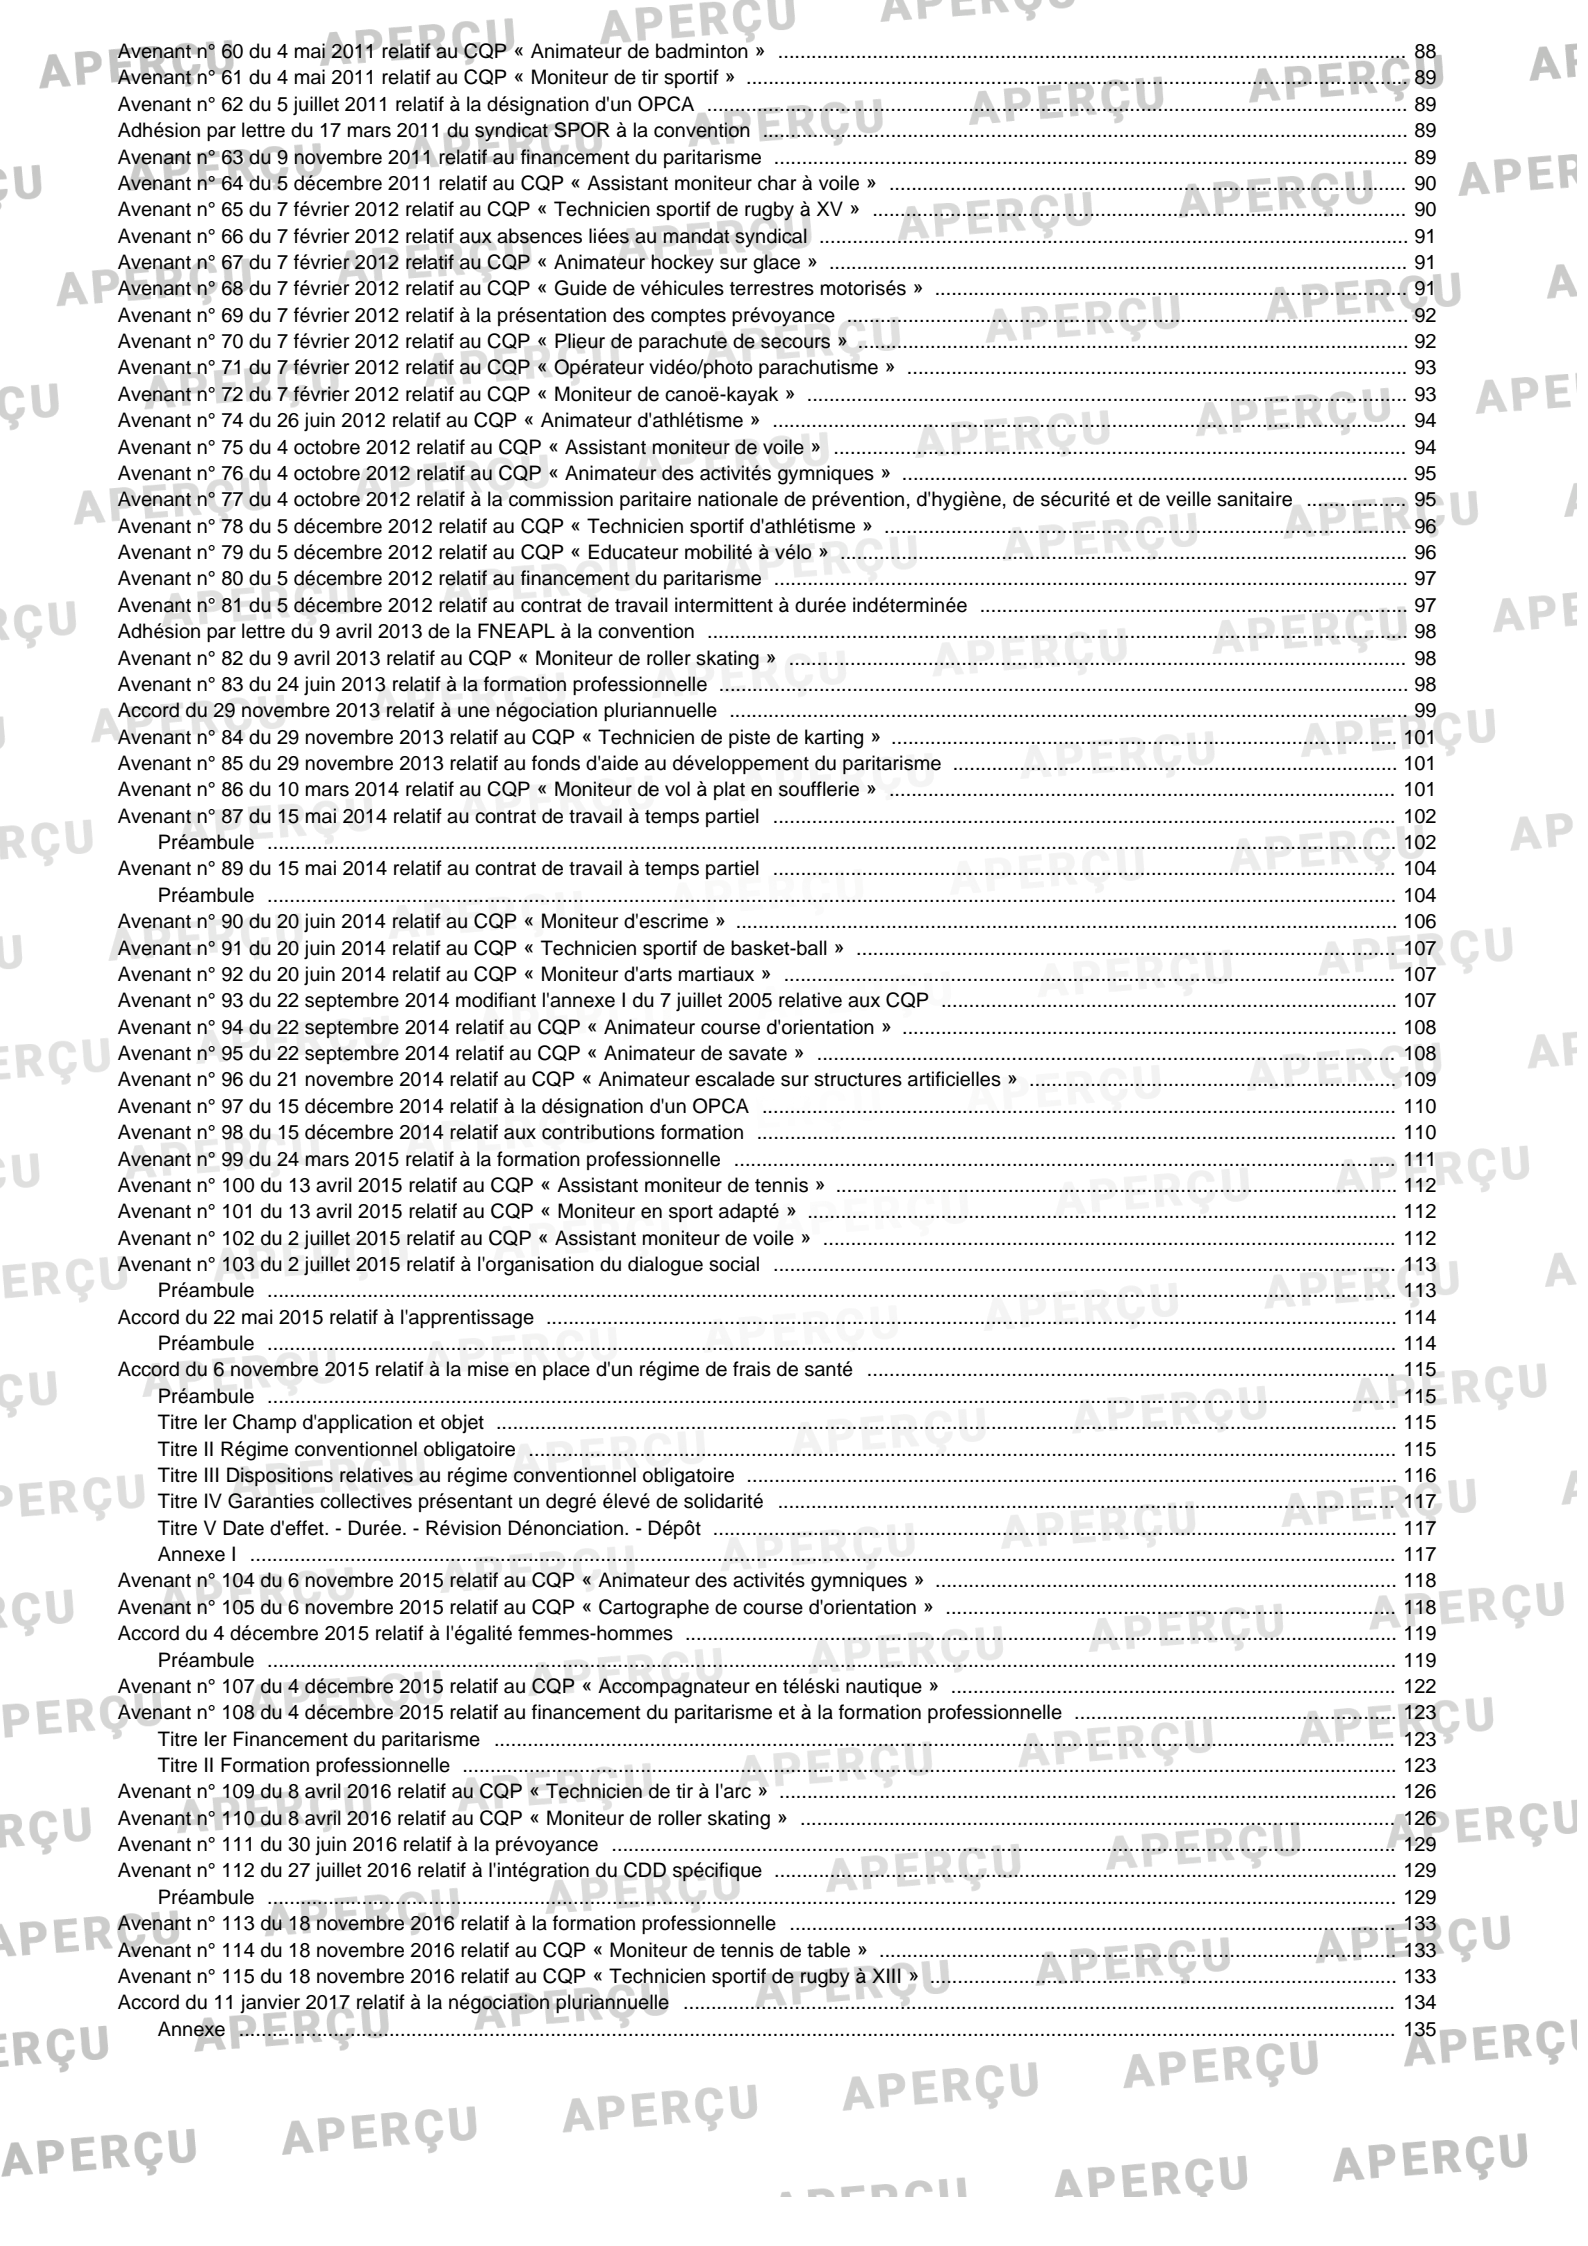 Avenant n° 60 du 4 mai 2011 relatif au CQP « Animateur de badminton » 88
Avenant n° 61 du 4 mai 2011 relatif au CQP « Moniteur de tir sportif » 89
Avenant n° 62 du 5 juillet 2011 relatif à la désignation d'un OPCA 89
Adhésion par lettre du 17 mars 2011 du syndicat SPOR à la convention 89
Avenant n° 63 du 9 novembre 2011 relatif au financement du paritarisme 89
Avenant n° 64 du 5 décembre 2011 relatif au CQP « Assistant moniteur char à voile » 90
Avenant n° 65 du 7 février 2012 relatif au CQP « Technicien sportif de rugby à XV » 90
Avenant n° 66 du 7 février 2012 relatif aux absences liées au mandat syndical 91
Avenant n° 67 du 7 février 2012 relatif au CQP « Animateur hockey sur glace » 91
Avenant n° 68 du 7 février 2012 relatif au CQP « Guide de véhicules terrestres motorisés » 91
Avenant n° 69 du 7 février 2012 relatif à la présentation des comptes prévoyance 92
Avenant n° 70 du 7 février 2012 relatif au CQP « Plieur de parachute de secours » 92
Avenant n° 71 du 7 février 2012 relatif au CQP « Opérateur vidéo/photo parachutisme » 93
Avenant n° 72 du 7 février 2012 relatif au CQP « Moniteur de canoë-kayak » 93
Avenant n° 74 du 26 juin 2012 relatif au CQP « Animateur d'athlétisme » 94
Avenant n° 75 du 4 octobre 2012 relatif au CQP « Assistant moniteur de voile » 94
Avenant n° 76 du 4 octobre 2012 relatif au CQP « Animateur des activités gymniques » 95
Avenant n° 77 du 4 octobre 2012 relatif à la commission paritaire nationale de prévention, d'hygiène, de sécurité et de veille sanitaire 95
Avenant n° 78 du 5 décembre 2012 relatif au CQP « Technicien sportif d'athlétisme » 96
Avenant n° 79 du 5 décembre 2012 relatif au CQP « Educateur mobilité à vélo » 96
Avenant n° 80 du 5 décembre 2012 relatif au financement du paritarisme 97
Avenant n° 81 du 5 décembre 2012 relatif au contrat de travail intermittent à durée indéterminée 97
Adhésion par lettre du 9 avril 2013 de la FNEAPL à la convention 98
Avenant n° 82 du 9 avril 2013 relatif au CQP « Moniteur de roller skating » 98
Avenant n° 83 du 24 juin 2013 relatif à la formation professionnelle 98
Accord du 29 novembre 2013 relatif à une négociation pluriannuelle 99
Avenant n° 84 du 29 novembre 2013 relatif au CQP « Technicien de piste de karting » 101
Avenant n° 85 du 29 novembre 2013 relatif au fonds d'aide au développement du paritarisme 101
Avenant n° 86 du 10 mars 2014 relatif au CQP « Moniteur de vol à plat en soufflerie » 101
Avenant n° 87 du 15 mai 2014 relatif au contrat de travail à temps partiel 102
Préambule 102
Avenant n° 89 du 15 mai 2014 relatif au contrat de travail à temps partiel 104
Préambule 104
Avenant n° 90 du 20 juin 2014 relatif au CQP « Moniteur d'escrime » 106
Avenant n° 91 du 20 juin 2014 relatif au CQP « Technicien sportif de basket-ball » 107
Avenant n° 92 du 20 juin 2014 relatif au CQP « Moniteur d'arts martiaux » 107
Avenant n° 93 du 22 septembre 2014 modifiant l'annexe I du 7 juillet 2005 relative aux CQP 107
Avenant n° 94 du 22 septembre 2014 relatif au CQP « Animateur course d'orientation » 108
Avenant n° 95 du 22 septembre 2014 relatif au CQP « Animateur de savate » 108
Avenant n° 96 du 21 novembre 2014 relatif au CQP « Animateur escalade sur structures artificielles » 109
Avenant n° 97 du 15 décembre 2014 relatif à la désignation d'un OPCA 110
Avenant n° 98 du 15 décembre 2014 relatif aux contributions formation 110
Avenant n° 99 du 24 mars 2015 relatif à la formation professionnelle 111
Avenant n° 100 du 13 avril 2015 relatif au CQP « Assistant moniteur de tennis » 112
Avenant n° 101 du 13 avril 2015 relatif au CQP « Moniteur en sport adapté » 112
Avenant n° 102 du 2 juillet 2015 relatif au CQP « Assistant moniteur de voile » 112
Avenant n° 103 du 2 juillet 2015 relatif à l'organisation du dialogue social 113
Préambule 113
Accord du 22 mai 2015 relatif à l'apprentissage 114
Préambule 114
Accord du 6 novembre 2015 relatif à la mise en place d'un régime de frais de santé 115
Préambule 115
Titre Ier Champ d'application et objet 115
Titre II Régime conventionnel obligatoire 115
Titre III Dispositions relatives au régime conventionnel obligatoire 116
Titre IV Garanties collectives présentant un degré élevé de solidarité 117
Titre V Date d'effet. - Durée. - Révision Dénonciation. - Dépôt 117
Annexe I 117
Avenant n° 104 du 6 novembre 2015 relatif au CQP « Animateur des activités gymniques » 118
Avenant n° 105 du 6 novembre 2015 relatif au CQP « Cartographe de course d'orientation » 118
Accord du 4 décembre 2015 relatif à l'égalité femmes-hommes 119
Préambule 119
Avenant n° 107 du 4 décembre 2015 relatif au CQP « Accompagnateur en téléski nautique » 122
Avenant n° 108 du 4 décembre 2015 relatif au financement du paritarisme et à la formation professionnelle 123
Titre Ier Financement du paritarisme 123
Titre II Formation professionnelle 123
Avenant n° 109 du 8 avril 2016 relatif au CQP « Technicien de tir à l'arc » 126
Avenant n° 110 du 8 avril 2016 relatif au CQP « Moniteur de roller skating » 126
Avenant n° 111 du 30 juin 2016 relatif à la prévoyance 129
Avenant n° 112 du 27 juillet 2016 relatif à l'intégration du CDD spécifique 129
Préambule 129
Avenant n° 113 du 18 novembre 2016 relatif à la formation professionnelle 133
Avenant n° 114 du 18 novembre 2016 relatif au CQP « Moniteur de tennis de table » 133
Avenant n° 115 du 18 novembre 2016 relatif au CQP « Technicien sportif de rugby à XIII » 133
Accord du 11 janvier 2017 relatif à la négociation pluriannuelle 134
Annexe 135
APERÇU